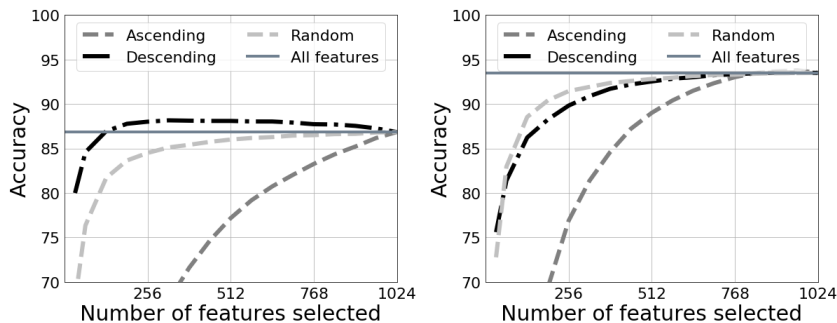 100
95
90
85
80
75
70
Accuracy
Ascending
Descending
Random
All features
256
512
768
1024
Number of features selected
100
95
90
85
80
75
70
Accuracy
Ascending
Descending
Random
All features
256
512
768
1024
Number of features selected